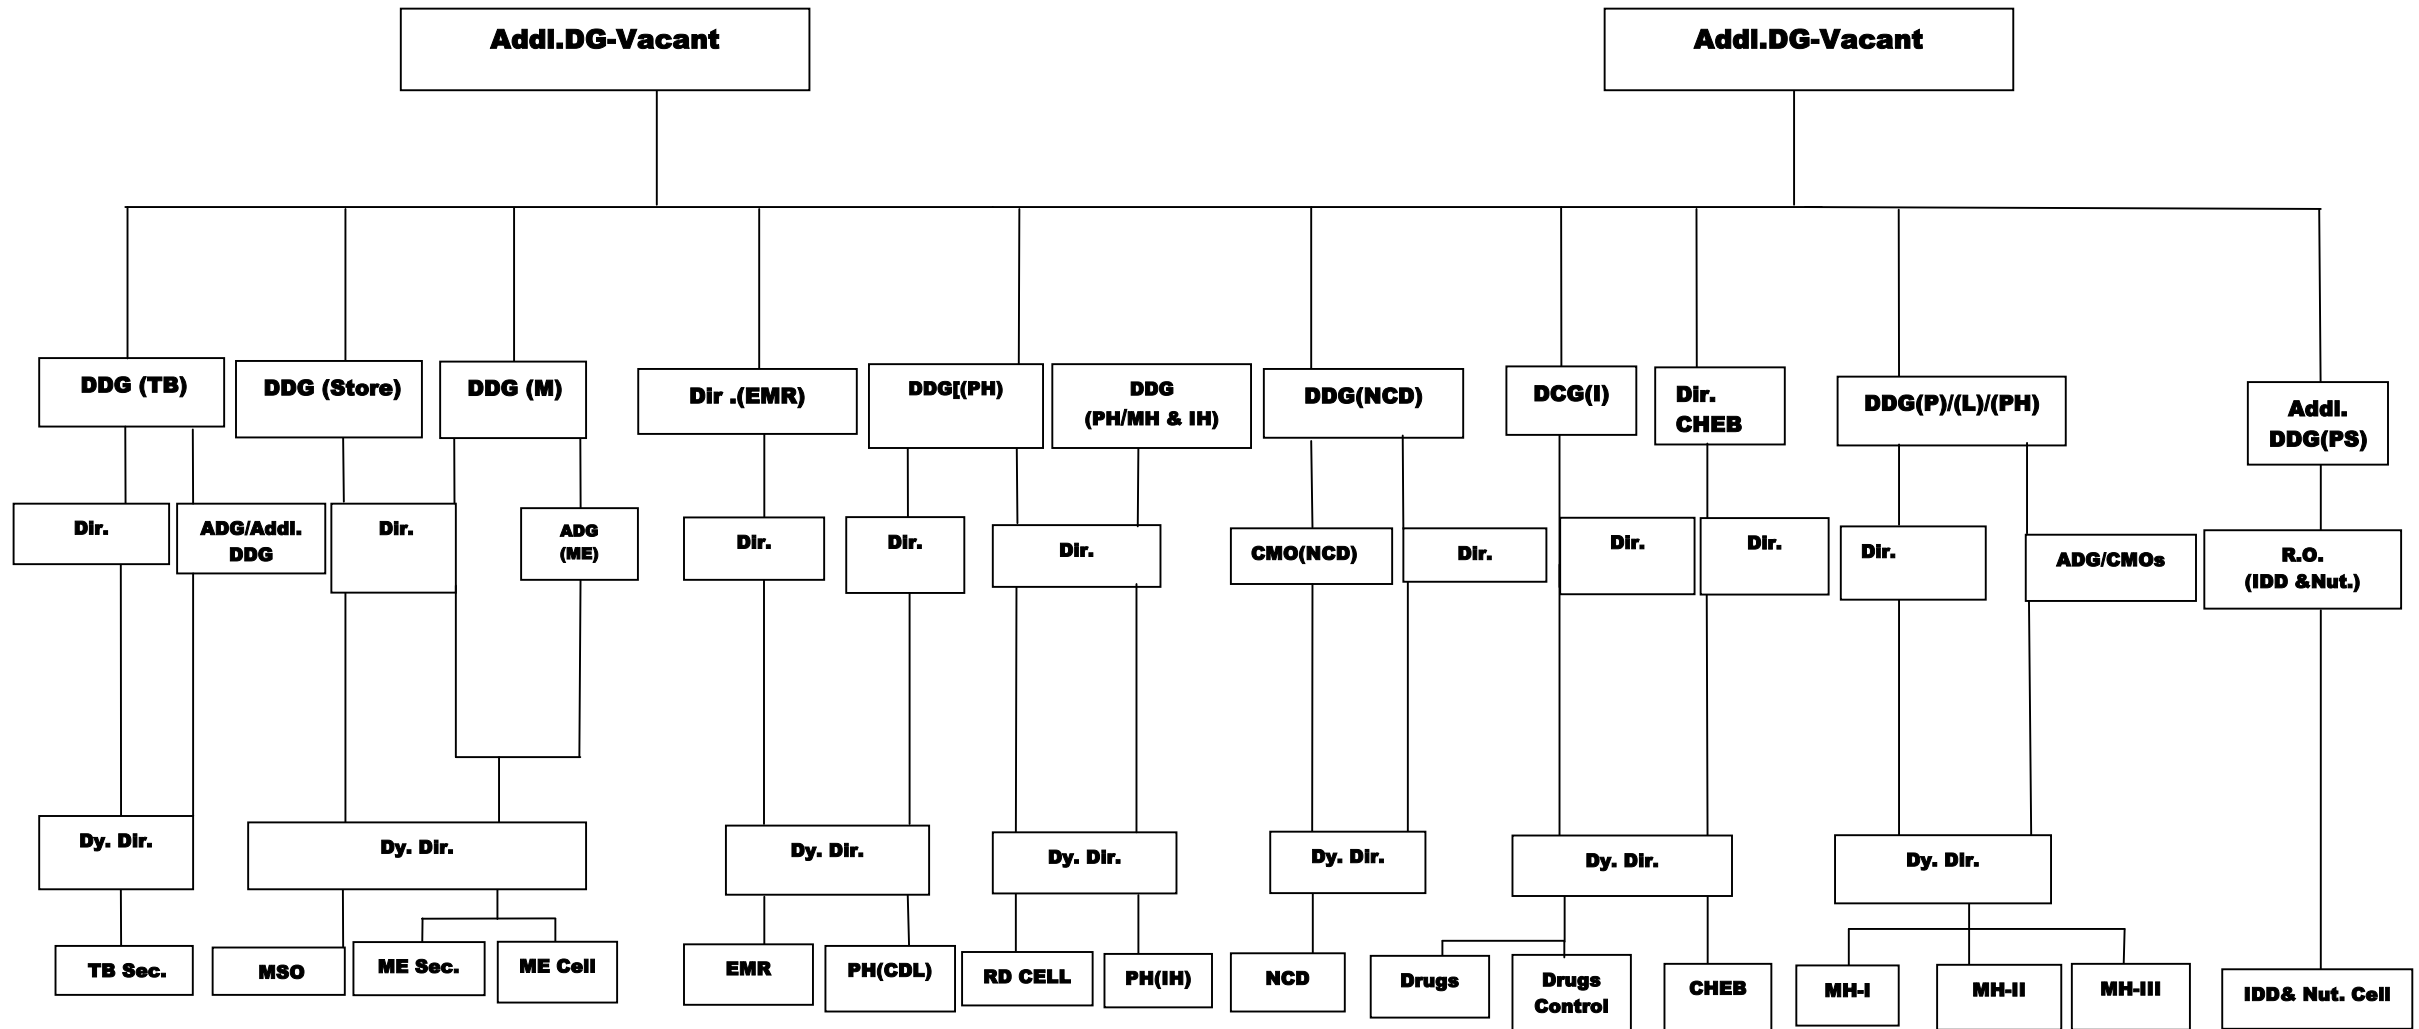 Addl.DG-Vacant
Addl.DG-Vacant
DDG (TB)
DDG (Store)
DDG (M)
Dir .(EMR)
DDG[(PH)
DDG
(PH/MH & IH)
DDG(NCD)
DCG(I)
Dir.
CHEB
DDG(P)/(L)/(PH)
Addl.
DDG(PS)
Dir.
ADG/Addl.
DDG
Dir.
ADG
(ME)
Dir.
Dir.
Dir.
CMO(NCD)
Dir.
Dir.
Dir.
Dir.
ADG/CMOs
R.O.
(IDD &Nut.)
Dy. Dir.
Dy. Dir.
Dy. Dir.
Dy. Dir.
Dy. Dir.
Dy. Dir.
Dy. Dir.
TB Sec.
MSO
ME Sec.
ME Cell
EMR
PH(CDL)
RD CELL
PH(IH)
NCD
Drugs
Drugs
Control
CHEB
MH-I
MH-II
MH-III
IDD& Nut. Cell